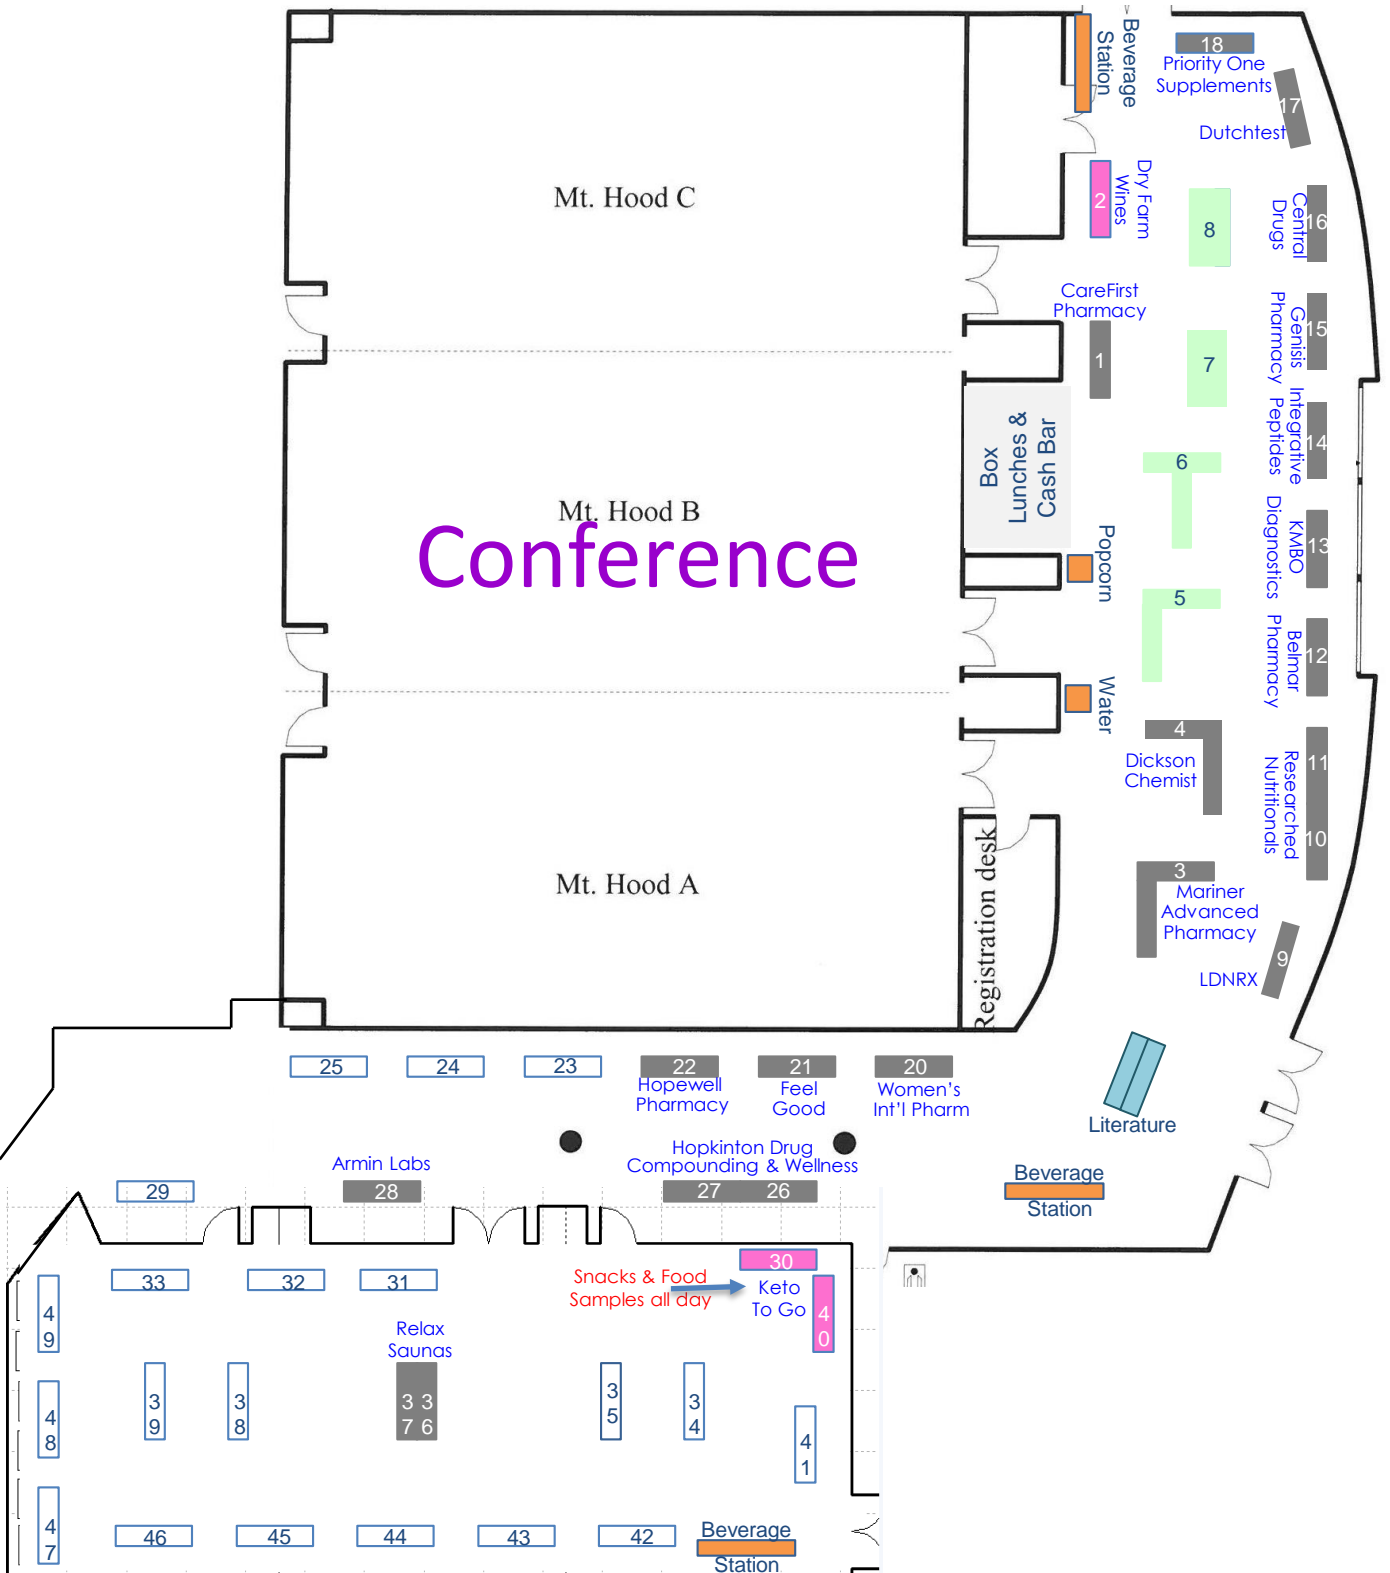 Beverage
Station
18
Priority One
Supplements
17
Dutchtest
Mt. Hood C
2
Dry Farm
Wines
8
16
Central
Drugs
CareFirst
Pharmacy
1
7
15
Genisis
Pharmacy
Box
Lunches &
Cash Bar
6
14
Integrative
Peptides
Mt. Hood B
Conference
Popcorn
5
13
KMBO
Diagnostics
Water
12
Belmar
Pharmacy
4
Dickson
Chemist
11
Researched
Nutritionals
10
Mt. Hood A
Registration desk
3
Mariner
Advanced
Pharmacy
9
LDNRX
25
24
23
22
Hopewell
Pharmacy
21
Feel
Good
20
Women's
Int'l Pharm
Literature
Armin Labs
Hopkinton Drug
Compounding & Wellness
29
28
27
26
Beverage
Station
33
32
31
30
Snacks & Food
Samples all day
Keto
To Go
40
49
Relax
Saunas
39
38
37
36
35
34
48
41
47
46
45
44
43
42
Beverage
Station